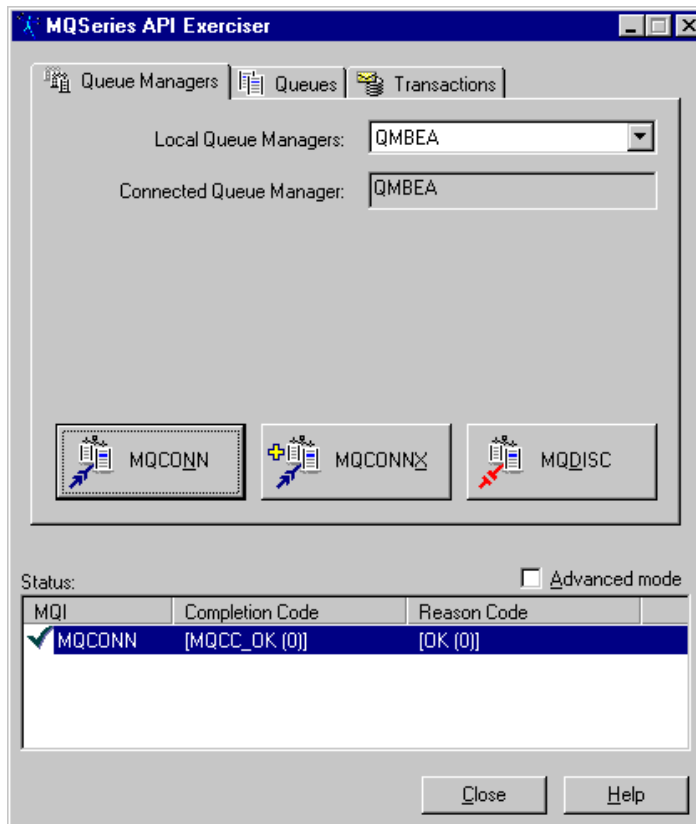 MQSeries API Exerciser
Queue Managers Queues Transactions
Local Queue Managers: QMBEA
Connected Queue Manager: QMBEA
MQCONN MQCONNX MQDISC
Status: Advanced mode
MQI Completion Code Reason Code
MQCONN [MQCC_OK (0)] [OK (0)]
Close Help